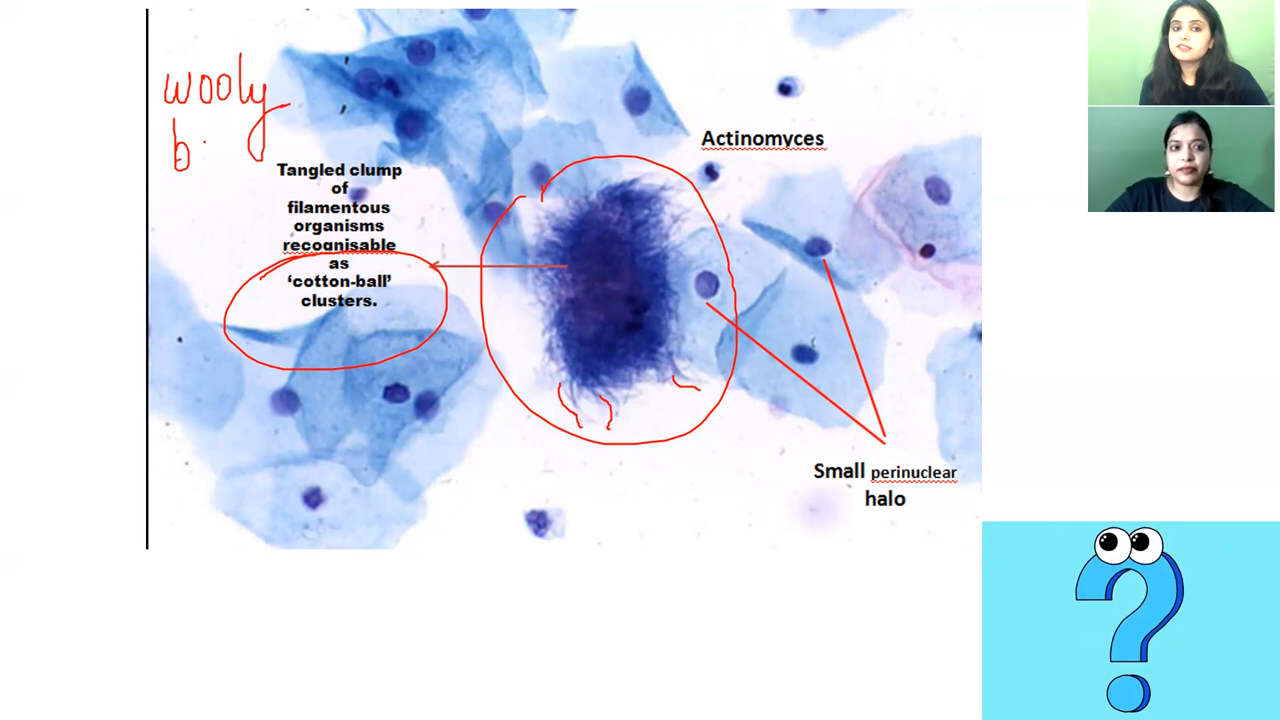 wooly
b
Tangled clump
of
filamentous
organisms
recognisable
as
‘cotton-ball’
clusters.
Actinomyces
Small perinuclear
halo